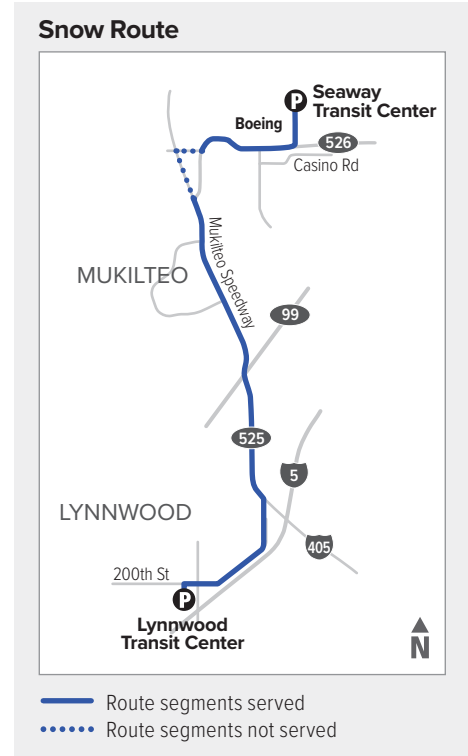 Snow Route
P
Seaway
Transit Center
Boeing
526
Casino Rd
Mukilteo Speedway
MUKILTEO
99
525
5
LYNNWOOD
405
200th St
P
Lynnwood
Transit Center
N
Route segments served
Route segments not served